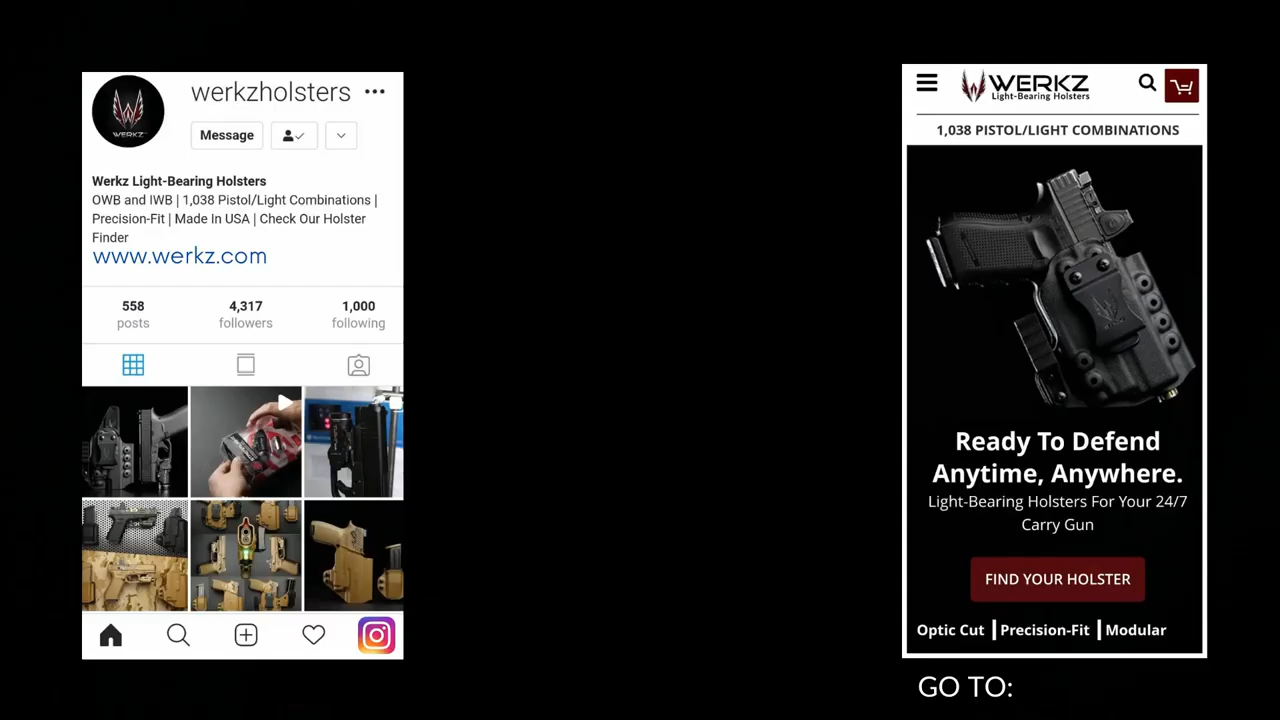 werkzholsters
WERKZ
Message
Werkz Light-Bearing Holsters
OWB and IWB | 1,038 Pistol/Light Combinations |
Precision-Fit | Made In USA | Check Our Holster
Finder
www.werkz.com
558
posts
4,317
followers
1,000
following
WERKZ
Light-Bearing Holsters
1,038 PISTOL/LIGHT COMBINATIONS
Ready To Defend
Anytime, Anywhere.
Light-Bearing Holsters For Your 24/7
Carry Gun
FIND YOUR HOLSTER
Optic Cut | Precision-Fit | Modular
GO TO: